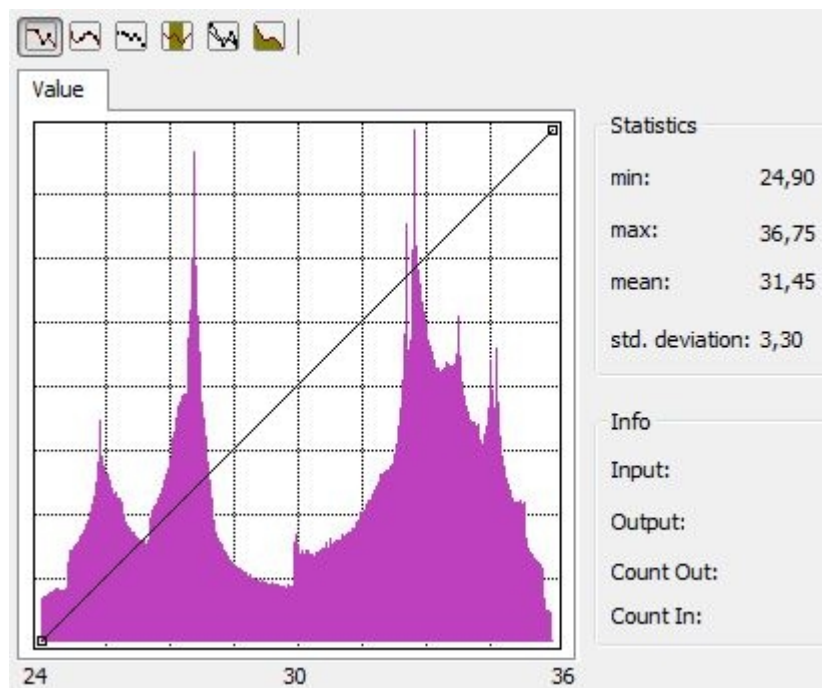 Value
Statistics
min: 24,90
max: 36,75
mean: 31,45
std. deviation: 3,30
Info
Input:
Output:
Count Out:
Count In:
24 30 36